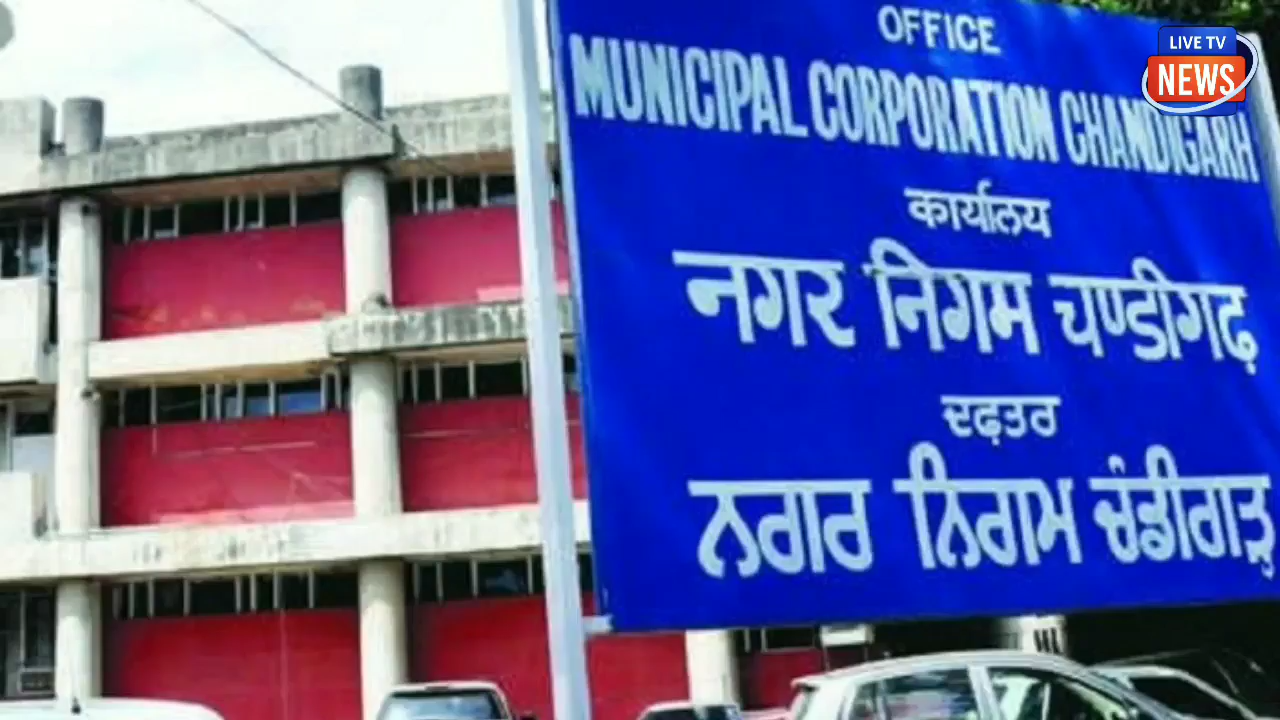 OFFICE
MUNICIPAL CORPORATION CHANDIGARH
कार्यालय
नगर निगम चण्डीगढ़
ਦਫ਼ਤਰ
ਨਗਰ ਨਿਗਮ ਚੰਡੀਗੜ੍ਹ
LIVE TV
NEWS